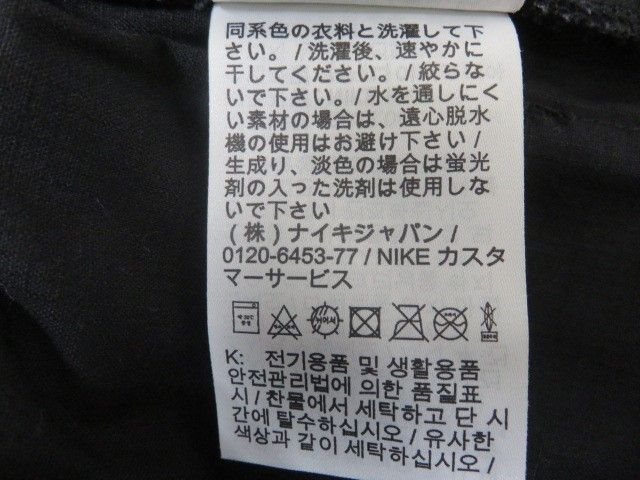 同系色の衣料と洗濯して下
さい。/洗濯後、速やかに
干してください。/絞らな
いで下さい。/水を通しにく
い素材の場合は、遠心脱水
機の使用はお避け下さい/
生成り、淡色の場合は蛍光
剤の入った洗剤は使用しな
いで下さい
(株)ナイキジャパン/
0120-6453-77/NIKE カスタ
マーサービス
K: 전기용품 및 생활용품
안전관리법에 의한 품질표
시/찬물에서 세탁하고 단 시
간에 탈수하십시오/유사한
색상과 같이 세탁하십시오/